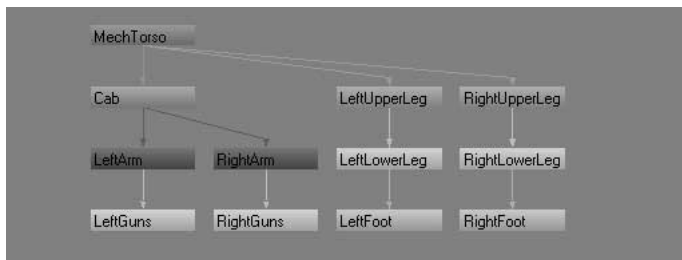 MechTorso
Cab LeftUpperLeg RightUpperLeg
LeftArm RightArm LeftLowerLeg RightLowerLeg
LeftGuns RightGuns LeftFoot RightFoot